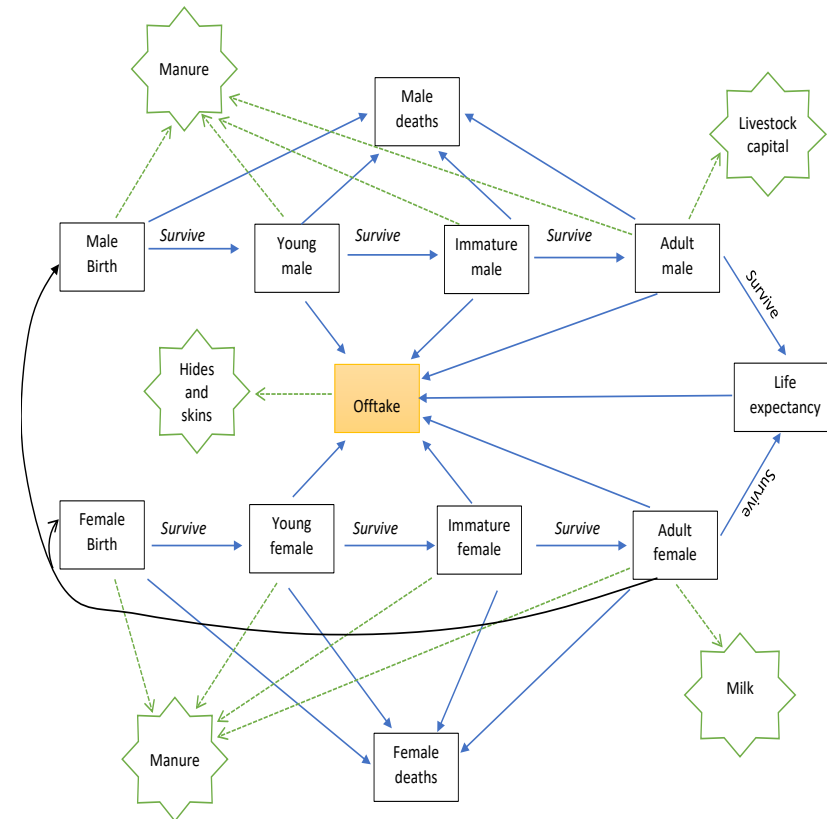 Manure
Male
deaths
Livestock
capital
Male
Birth
Survive
Young
male
Survive
Immature
male
Survive
Adult
male
Survive
Hides
and
skins
Offtake
Life
expectancy
Female
Birth
Survive
Young
female
Survive
Immature
female
Survive
Adult
female
Survive
Milk
Manure
Female
deaths